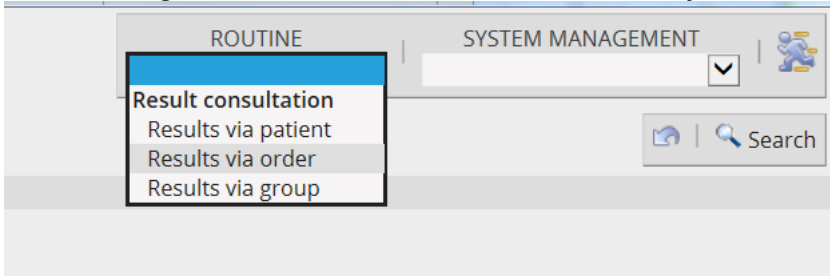 ROUTINE
SYSTEM MANAGEMENT
Result consultation
Results via patient
Results via order
Results via group
Search